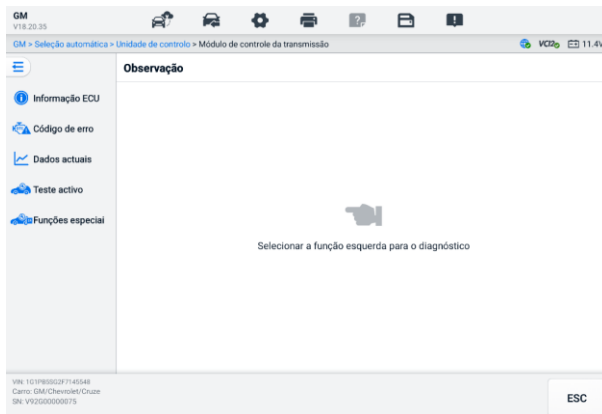 GM
V18.20.35
GM > Seleção automática > Unidade de controlo > Módulo de controle da transmissão
VCI 11.4V
Observação
Informação ECU
Código de erro
Dados actuais
Teste activo
Funções especiai
Selecionar a função esquerda para o diagnóstico
VIN: 1G1PB5SG2F7145548
Carro: GM/Chevrolet/Cruze
SN: V92G00000075
ESC